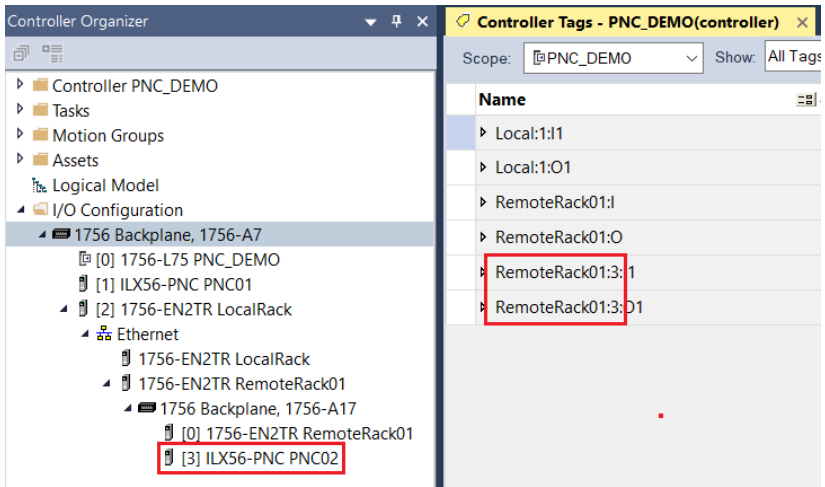 Controller Organizer
Controller PNC_DEMO
Tasks
Motion Groups
Assets
Logical Model
I/O Configuration
1756 Backplane, 1756-A7
[0] 1756-L75 PNC_DEMO
[1] ILX56-PNC PNC01
[2] 1756-EN2TR LocalRack
Ethernet
1756-EN2TR LocalRack
1756-EN2TR RemoteRack01
1756 Backplane, 1756-A17
[0] 1756-EN2TR RemoteRack01
[3] ILX56-PNC PNC02
Controller Tags - PNC_DEMO(controller)
Scope: PNC_DEMO Show: All Tags
Name
Local:1:I1
Local:1:O1
RemoteRack01:I
RemoteRack01:O
RemoteRack01:3:I1
RemoteRack01:3:O1